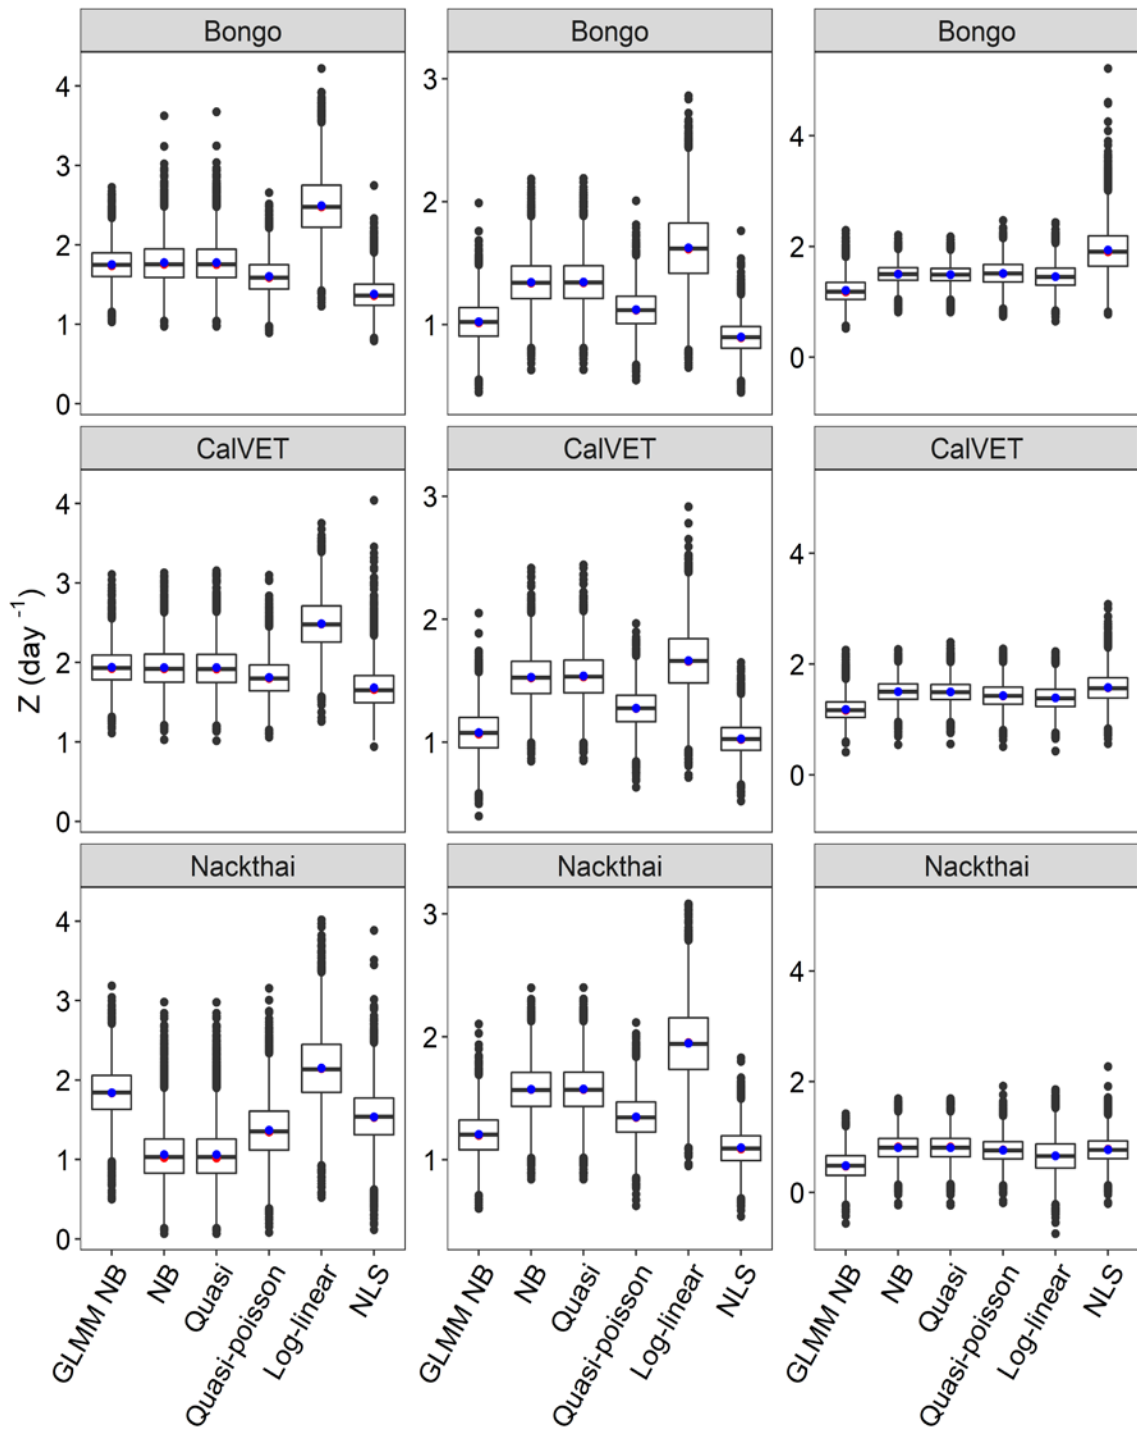 Bongo Bongo Bongo
4 3 4
3 2 2
2 1 0
1
0
CalVET CalVET CalVET
4 3 4
3 2 2
2 1 0
1
0
Z (day -1)
Nackthai Nackthai Nackthai
4 3 4
3 2 2
2 1 0
1
0
GLMM NB NB Quasi Quasi-poisson Log-linear NLS
GLMM NB NB Quasi Quasi-poisson Log-linear NLS
GLMM NB NB Quasi Quasi-poisson Log-linear NLS